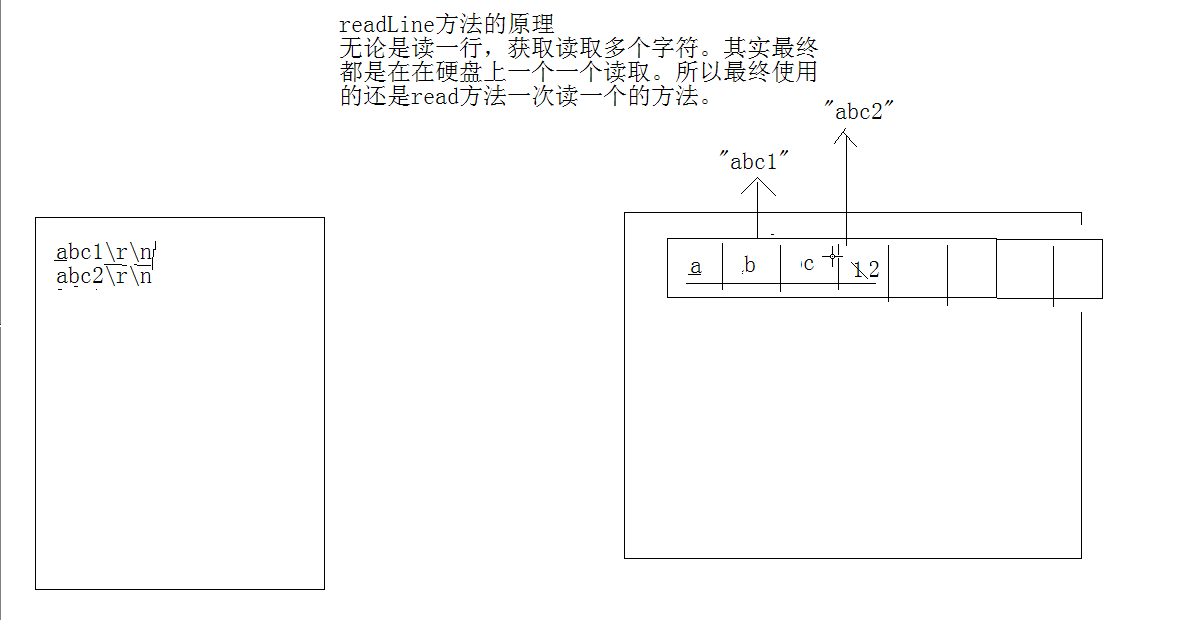 readLine方法的原理
无论是读一行，获取读取多个字符。其实最终
都是在在硬盘上一个一个读取。所以最终使用
的还是read方法一次读一个的方法。
"abc2"
"abc1"
abc1\r\n
abc2\r\n
a b c 1 2